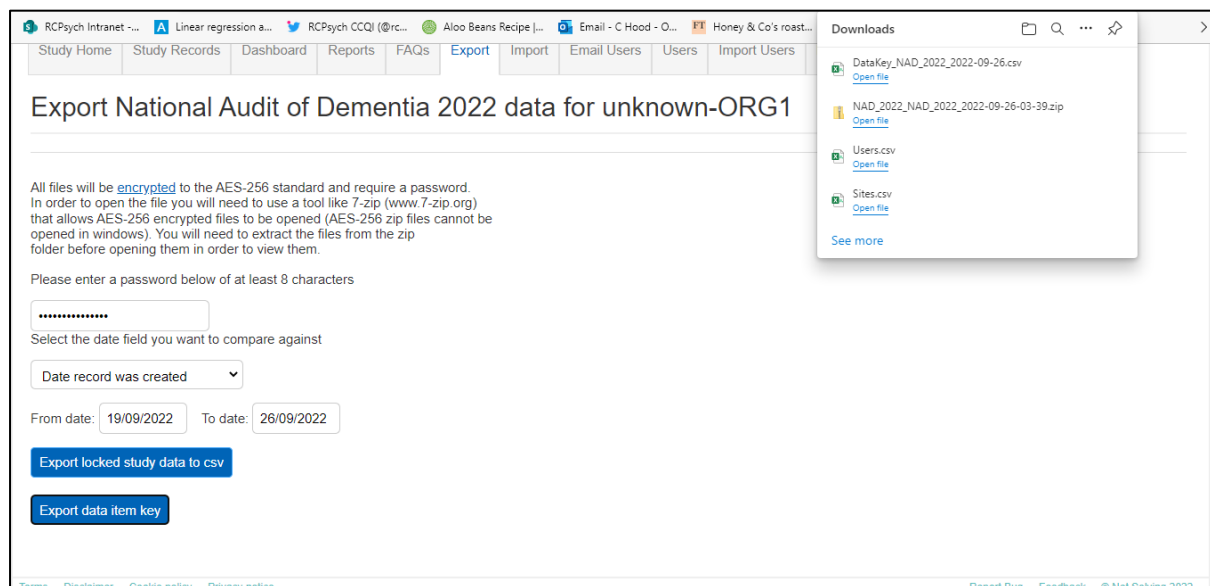 RCPsych Intranet -... Linear regression a... RCPsych CCQI (@rc... Aloo Beans Recipe |... Email - C Hood - O... FT Honey & Co's roast...
Study Home Study Records Dashboard Reports FAQs Export Import Email Users Users Import Users
Downloads
DataKey_NAD_2022_2022-09-26.csv
Open file
NAD_2022_NAD_2022_2022-09-26-03-39.zip
Open file
Users.csv
Open file
Sites.csv
Open file
See more
Export National Audit of Dementia 2022 data for unknown-ORG1
All files will be encrypted to the AES-256 standard and require a password.
In order to open the file you will need to use a tool like 7-zip (www.7-zip.org)
that allows AES-256 encrypted files to be opened (AES-256 zip files cannot be
opened in windows). You will need to extract the files from the zip
folder before opening them in order to view them.
Please enter a password below of at least 8 characters
•••••••••••••••
Select the date field you want to compare against
Date record was created
From date: 19/09/2022 To date: 26/09/2022
Export locked study data to csv
Export data item key